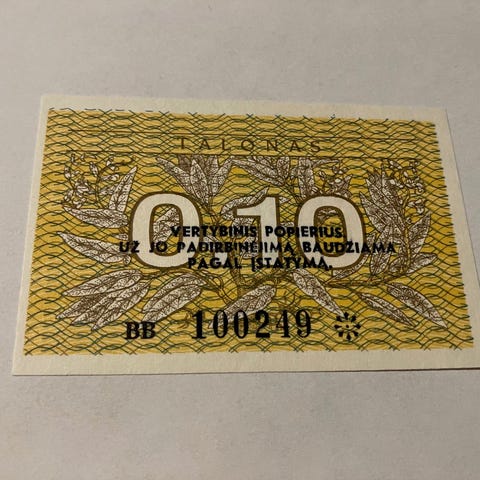 TALONAS
0.10
VERTYBINIS POPIERIUS.
UŽ JO PADIRBINĖJIMĄ BAUDŽIAMA
PAGAL ĮSTATYMĄ.
BB 100249